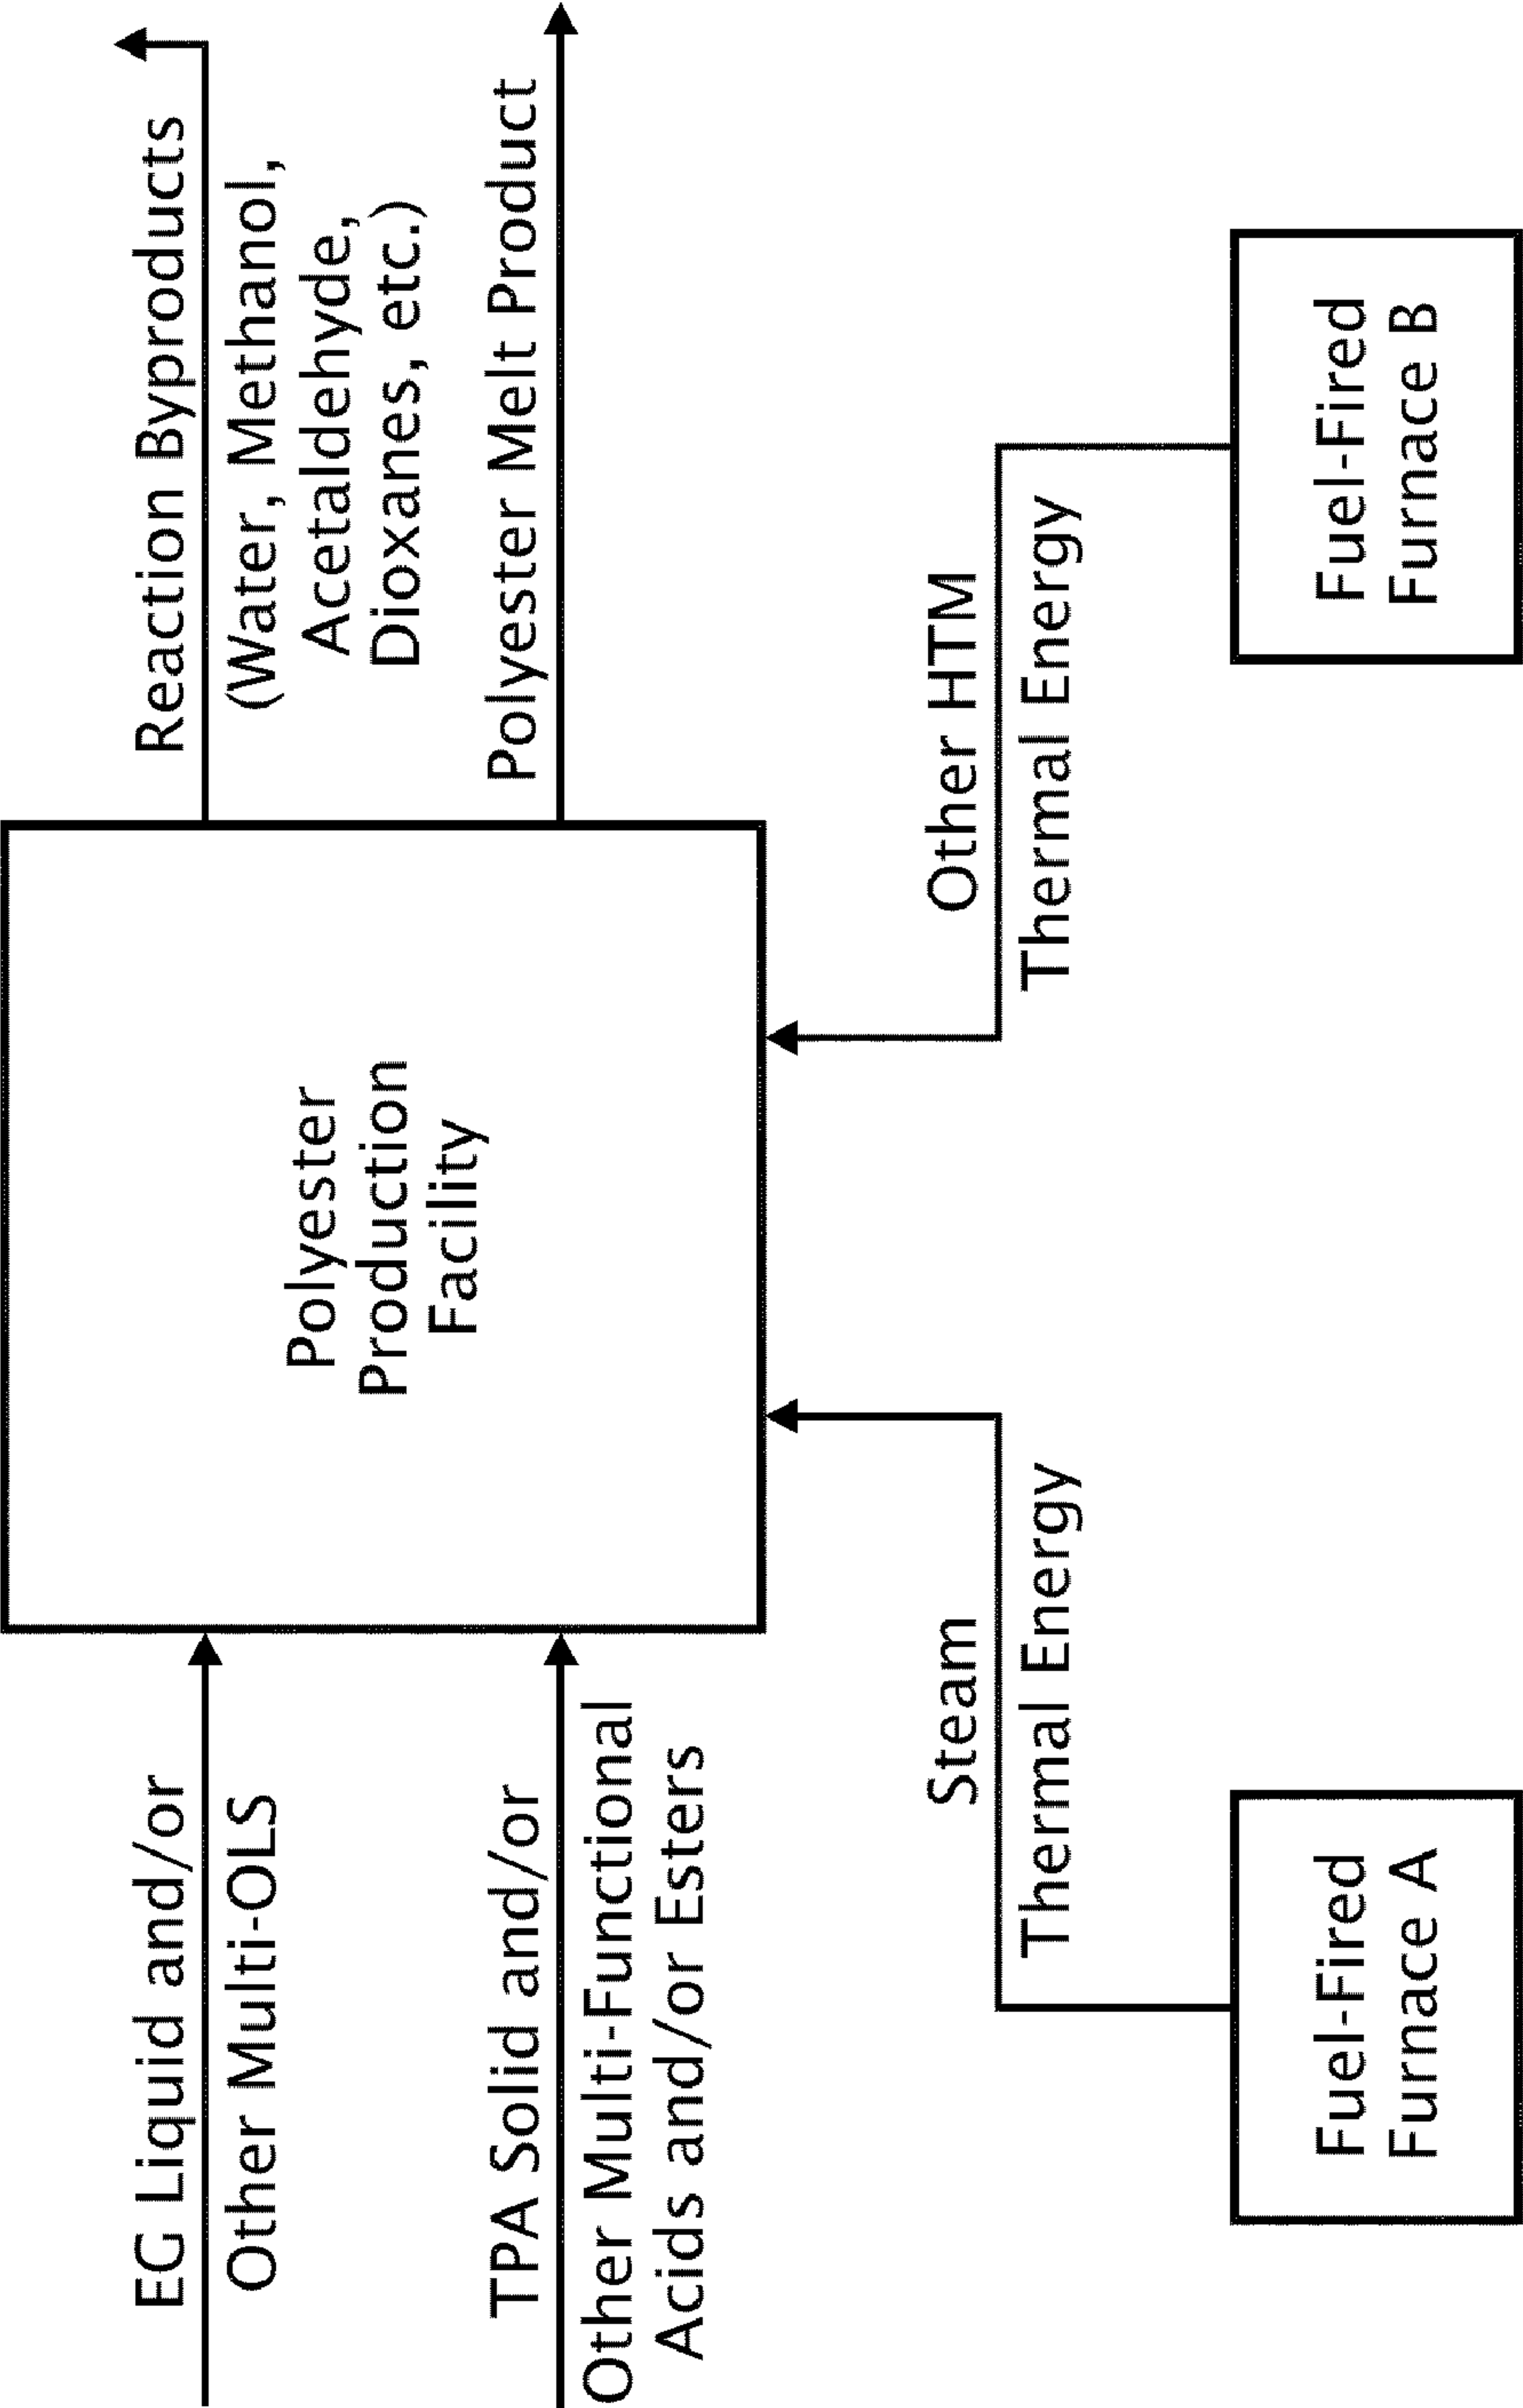 EG Liquid and/or
Other Multi-OLS
TPA Solid and/or
Other Multi-Functional
Acids and/or Esters
Polyester
Production
Facility
Reaction Byproducts
(Water, Methanol,
Acetaldehyde,
Dioxanes, etc.)
Polyester Melt Product
Steam
Thermal Energy
Other HTM
Thermal Energy
Fuel-Fired
Furnace A
Fuel-Fired
Furnace B